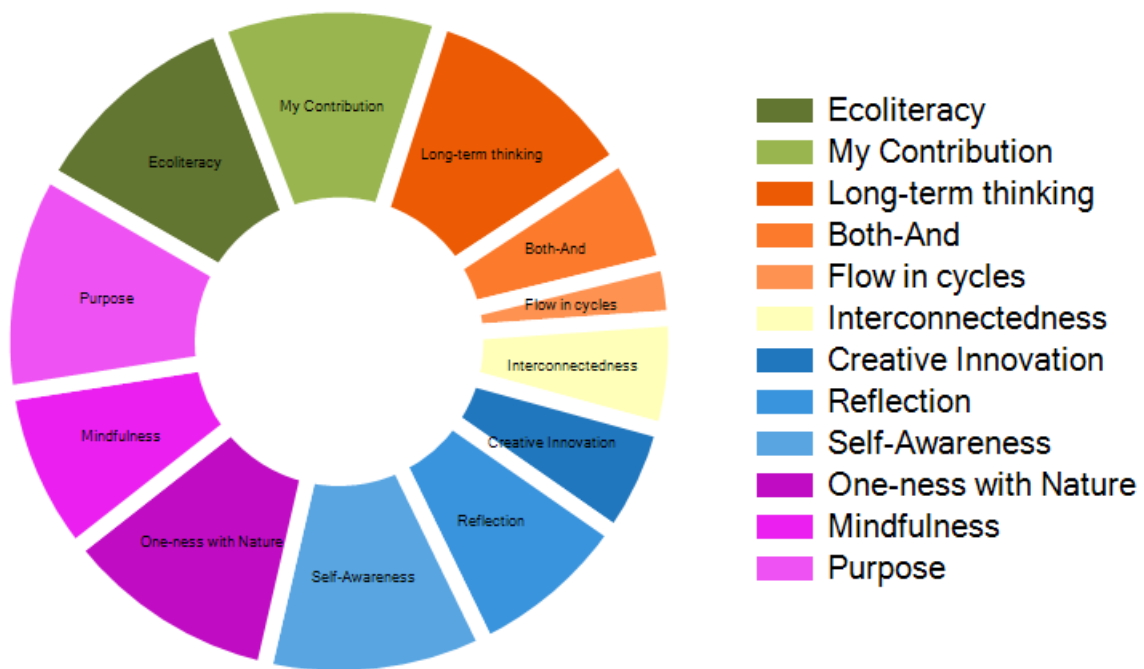 My Contribution
Long-term thinking
Ecoliteracy
Both-And
Purpose
Flow in cycles
Interconnectedness
Mindfulness
Creative Innovation
Reflection
One-ness with Nature
Self-Awareness
Ecoliteracy
My Contribution
Long-term thinking
Both-And
Flow in cycles
Interconnectedness
Creative Innovation
Reflection
Self-Awareness
One-ness with Nature
Mindfulness
Purpose